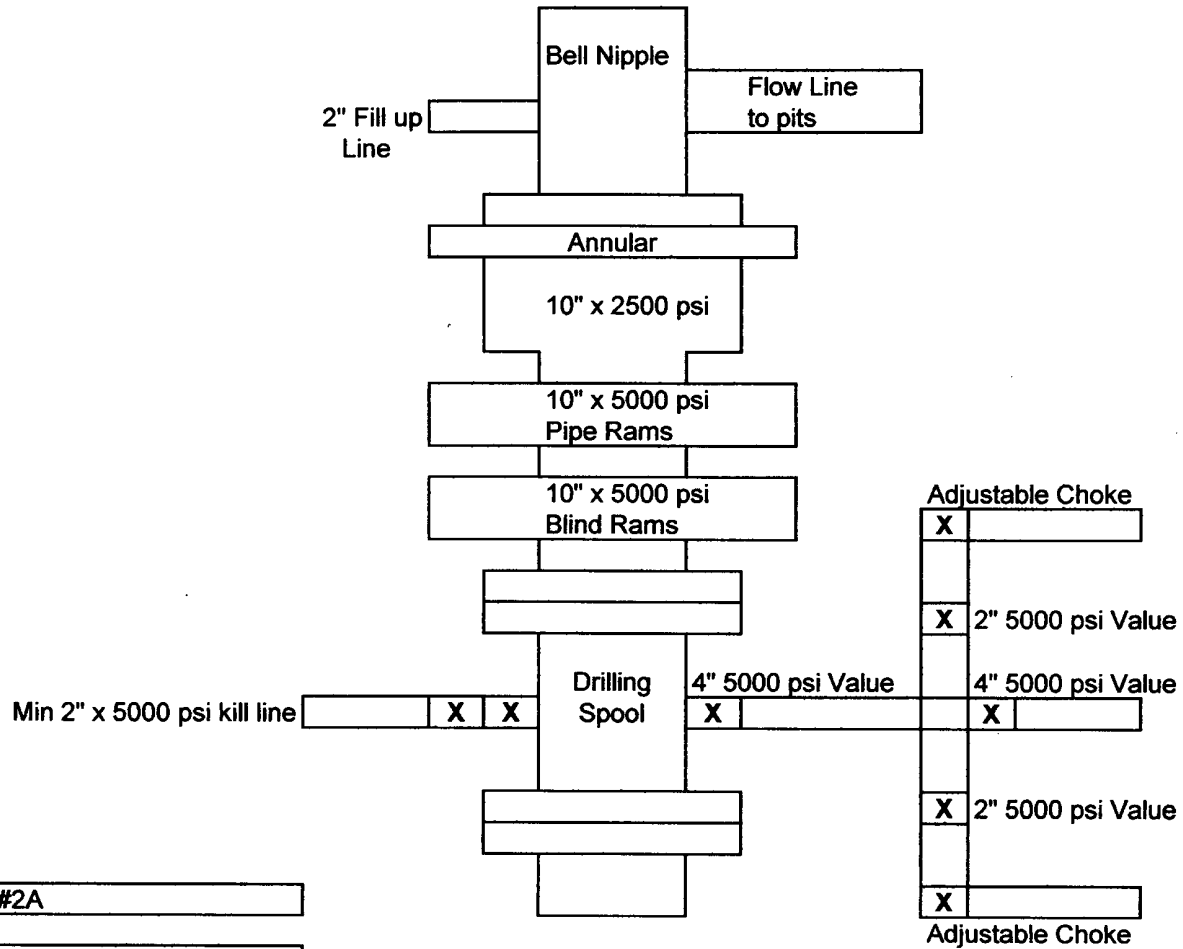 Bell Nipple
Flow Line
to pits
2" Fill up
Line
Annular
10" x 2500 psi
10" x 5000 psi
Pipe Rams
10" x 5000 psi
Blind Rams
Adjustable Choke
X
X 2" 5000 psi Value
Drilling
Spool
4" 5000 psi Value
4" 5000 psi Value
Min 2" x 5000 psi kill line
X X
X
X
X 2" 5000 psi Value
#2A
X
Adjustable Choke